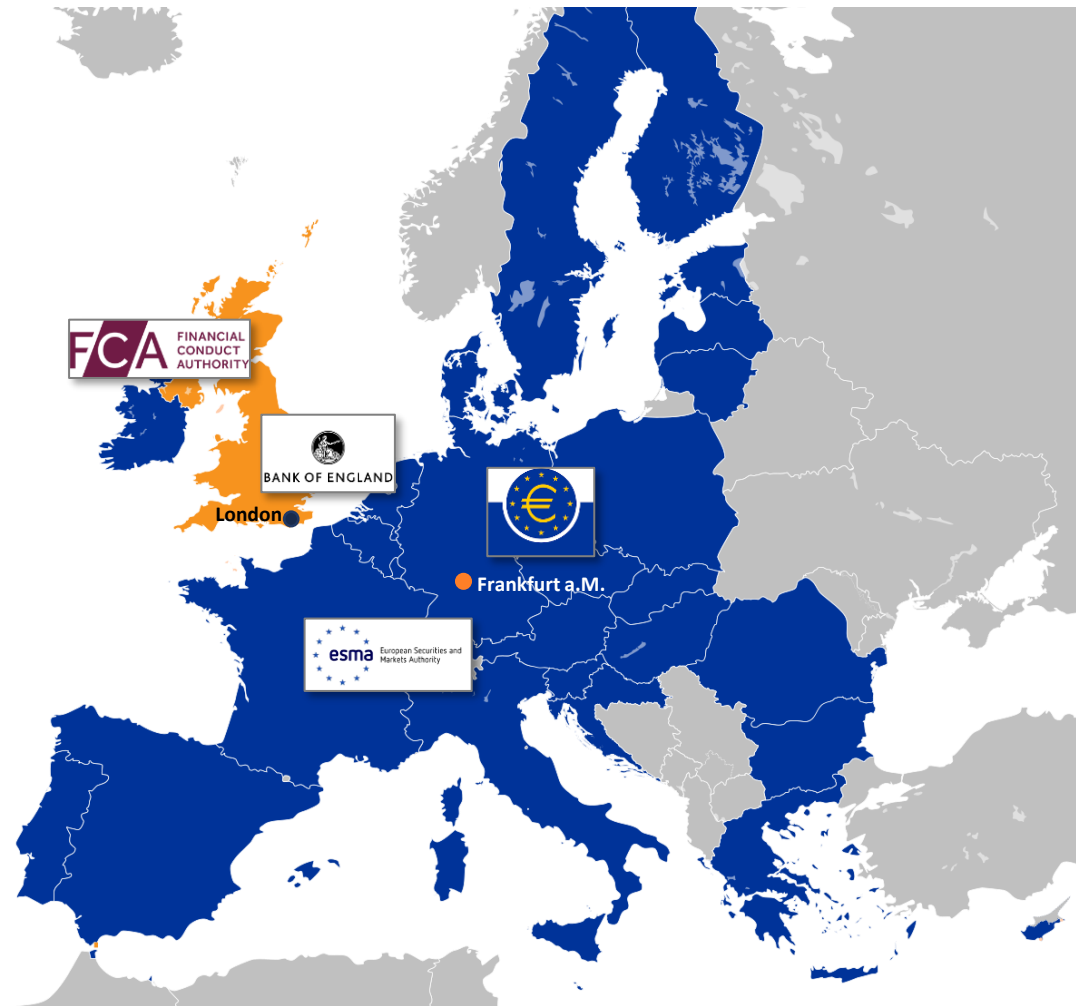 FCA FINANCIAL
CONDUCT
AUTHORITY
BANK OF ENGLAND
London
€
Frankfurt a.M.
esma European Securities and
Markets Authority